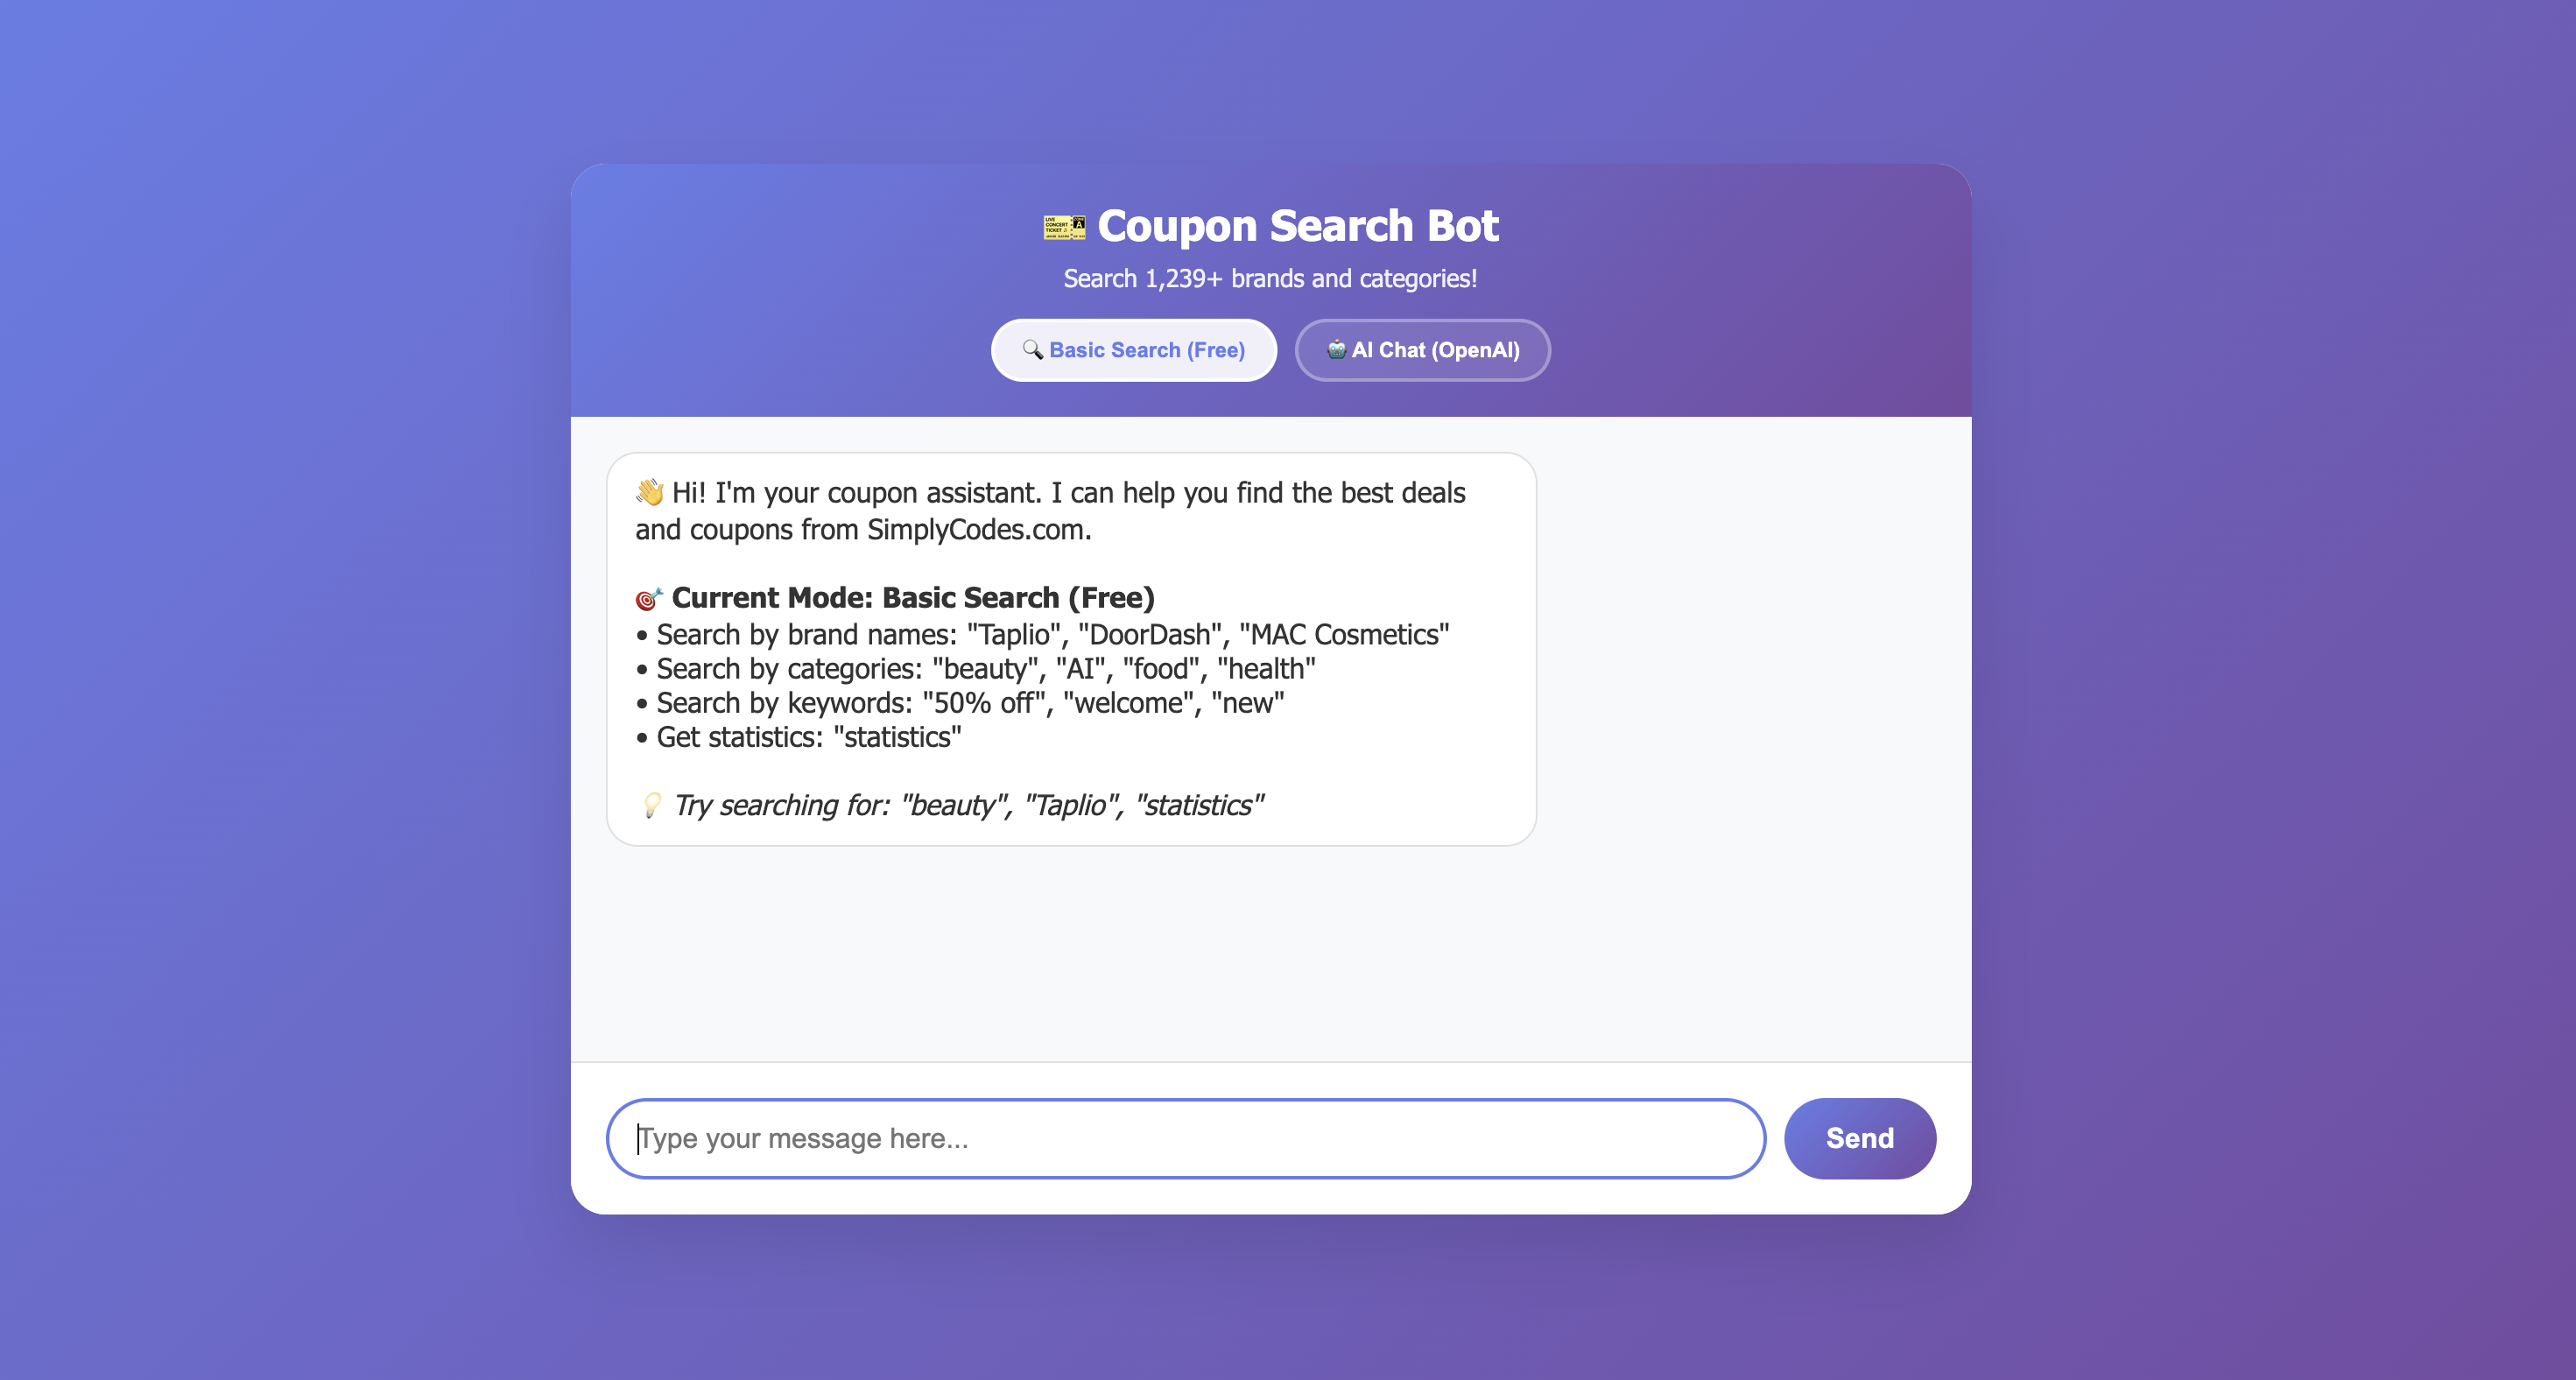 🎫 Coupon Search Bot
Search 1,239+ brands and categories!
🔍 Basic Search (Free)
🤖 AI Chat (OpenAI)
👋 Hi! I'm your coupon assistant. I can help you find the best deals
and coupons from SimplyCodes.com.
🎯 Current Mode: Basic Search (Free)
• Search by brand names: "Taplio", "DoorDash", "MAC Cosmetics"
• Search by categories: "beauty", "AI", "food", "health"
• Search by keywords: "50% off", "welcome", "new"
• Get statistics: "statistics"
💡 Try searching for: "beauty", "Taplio", "statistics"
Type your message here...
Send